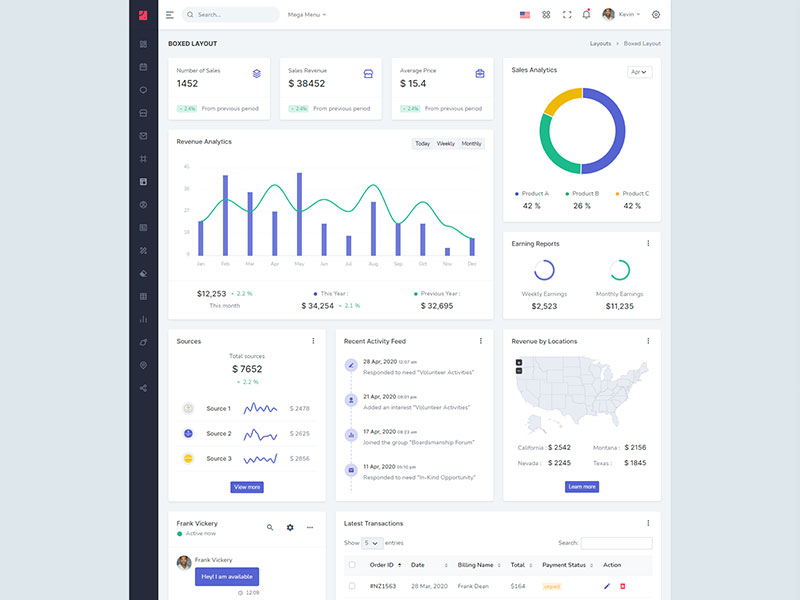 Search...
Mega Menu
Kevin
BOXED LAYOUT
Layouts > Boxed Layout
Number of Sales
1452
2.4% From previous period
Sales Revenue
$ 38452
2.4% From previous period
Average Price
$ 15.4
2.4% From previous period
Sales Analytics
Apr
Product A
42 %
Product B
26 %
Product C
42 %
Revenue Analytics
Today Weekly Monthly
45
36
27
18
9
Jan Feb Mar Apr May Jun Jul Aug Sep Oct Nov Dec
$12,253 + 2.2 %
This month
This Year :
$ 34,254 + 2.1 %
Previous Year :
$ 32,695
Earning Reports
Weekly Earnings
$2,523
Monthly Earnings
$11,235
Sources
Total sources
$ 7652
+ 2.2 %
Source 1 $ 2478
Source 2 $ 2625
Source 3 $ 2856
View more
Recent Activity Feed
28 Apr, 2020 12:07 am
Responded to need "Volunteer Activities"
21 Apr, 2020 08:01 pm
Added an interest "Volunteer Activities"
17 Apr, 2020 09:23 am
Joined the group "Boardsmanship Forum"
11 Apr, 2020 05:10 pm
Responded to need "In-Kind Opportunity"
Revenue by Locations
+
−
California : $ 2542
Montana : $ 2156
Nevada : $ 2245
Texas : $ 1845
Learn more
Frank Vickery
Active now
Frank Vickery
Hey! I am available
12:09
Latest Transactions
Show 5 entries
Search:
Order ID Date Billing Name Total Payment Status Action
#NZ1563 28 Mar, 2020 Frank Dean $164 unpaid